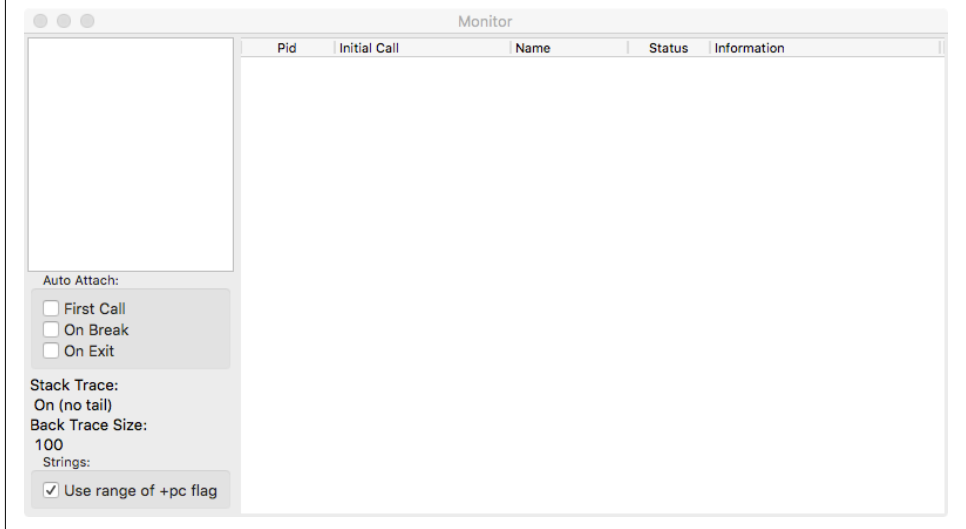 Monitor
Pid Initial Call Name Status Information
Auto Attach:
First Call
On Break
On Exit
Stack Trace:
On (no tail)
Back Trace Size:
100
Strings:
Use range of +pc flag